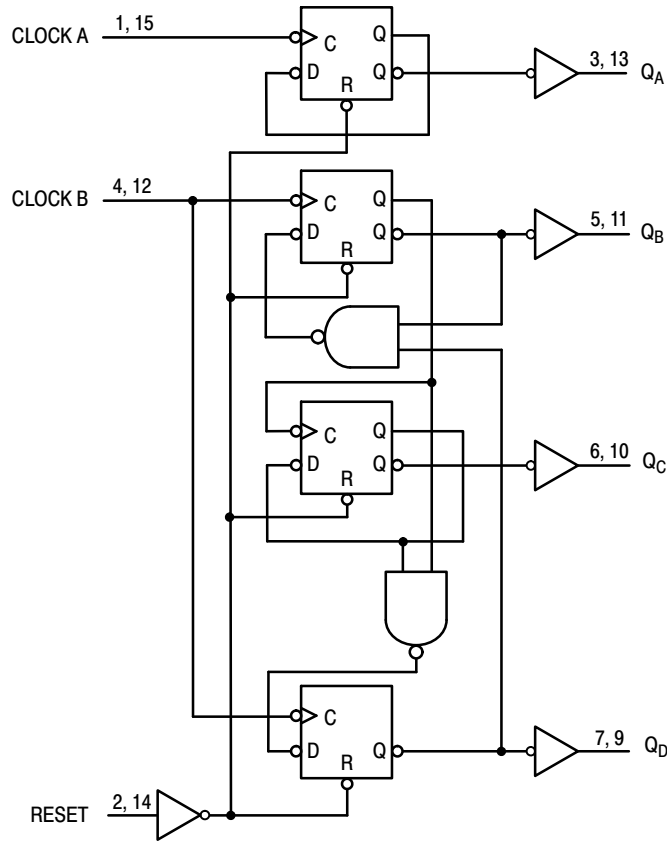 CLOCK A 1, 15
C Q
D Q
R
3, 13 QA
CLOCK B 4, 12
C Q
D Q
R
5, 11 QB
C Q
D Q
R
6, 10 QC
C
D Q
R
7, 9 QD
RESET 2, 14